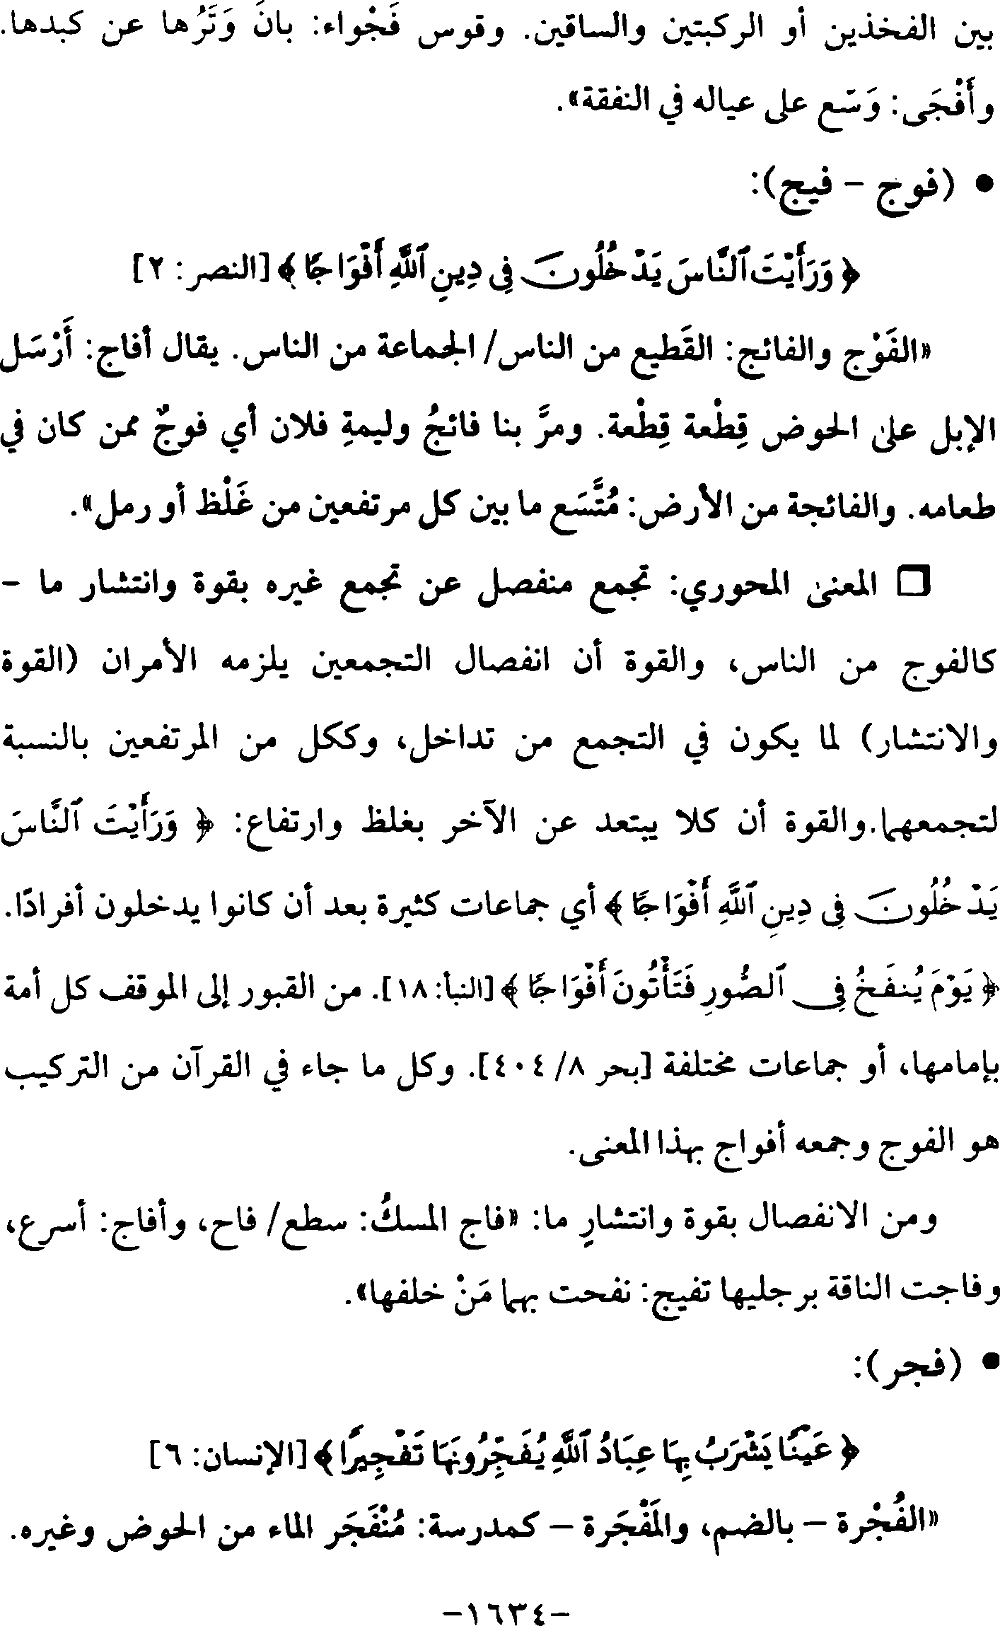 بين الفخذين أو الركبتين والساقين. وقوس فَجْواء: بانَ وَتَرُها عن كبدها.
وأَفْجَى: وَسّع على عياله في النفقة».
• (فوج – فيج):
﴿ وَرَأَيْتَ ٱلنَّاسَ يَدْخُلُونَ فِى دِينِ ٱللَّهِ أَفْوَاجًا ﴾ [النصر: ٢]
«الفَوْج والفائج: القَطيع من الناس/ الجماعة من الناس. يقال أفاج: أَرْسَل
الإبل على الحوض قِطْعة قِطْعة. ومرَّ بنا فائجُ وليمةِ فلان أي فوجٌ ممن كان في
طعامه. والفائجة من الأرض: مُتَّسَع ما بين كل مرتفعين من غَلْظ أو رمل».
□ المعنى المحوري: تجمع منفصل عن تجمع غيره بقوة وانتشار ما –
كالفوج من الناس، والقوة أن انفصال التجمعين يلزمه الأمران (القوة
والانتشار) لما يكون في التجمع من تداخل، وككل من المرتفعين بالنسبة
لتجمعهما.والقوة أن كلا يبتعد عن الآخر بغلظ وارتفاع: ﴿ وَرَأَيْتَ ٱلنَّاسَ
يَدْخُلُونَ فِى دِينِ ٱللَّهِ أَفْوَاجًا ﴾ أي جماعات كثيرة بعد أن كانوا يدخلون أفرادًا.
﴿ يَوْمَ يُنفَخُ فِى ٱلصُّورِ فَتَأْتُونَ أَفْوَاجًا ﴾ [النبأ: ١٨]. من القبور إلى الموقف كل أمة
بإمامها، أو جماعات مختلفة [بحر ٨/ ٤٠٤]. وكل ما جاء في القرآن من التركيب
هو الفوج وجمعه أفواج بهذا المعنى.
ومن الانفصال بقوة وانتشارٍ ما: «فاج المسكُ: سطع/ فاح، وأفاج: أسرع،
وفاجت الناقة برجليها تفيج: نفحت بهما مَنْ خلفها».
• (فجر):
﴿ عَيْنًا يَشْرَبُ بِهَا عِبَادُ ٱللَّهِ يُفَجِّرُونَهَا تَفْجِيرًا ﴾ [الإنسان: ٦]
«الفُجْرة – بالضم، والمَفْجَرة – كمدرسة: مُنْفَجَر الماء من الحوض وغيره.
-١٦٣٤-